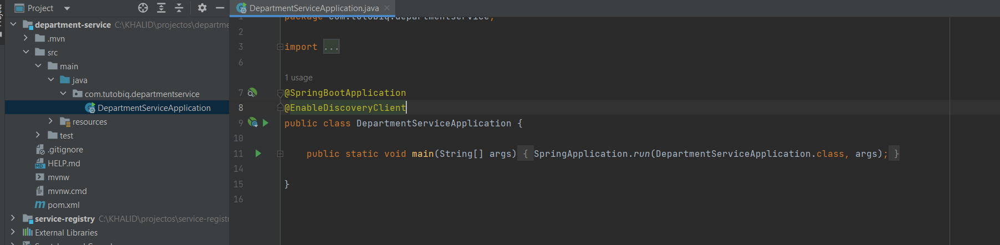 Project
DepartmentServiceApplication.java
department-service C:\KHALID\projectos\departme
.mvn
src
main
java
com.tutobiq.departmentservice
DepartmentServiceApplication
resources
test
.gitignore
HELP.md
mvnw
mvnw.cmd
pom.xml
service-registry C:\KHALID\projectos\service-regist
External Libraries
1 package com.tutobiq.departmentservice;
2
3 import ...
6
1 usage
7 @SpringBootApplication
8 @EnableDiscoveryClient
9 public class DepartmentServiceApplication {
10
11 public static void main(String[] args) { SpringApplication.run(DepartmentServiceApplication.class, args); }
14
15 }
16